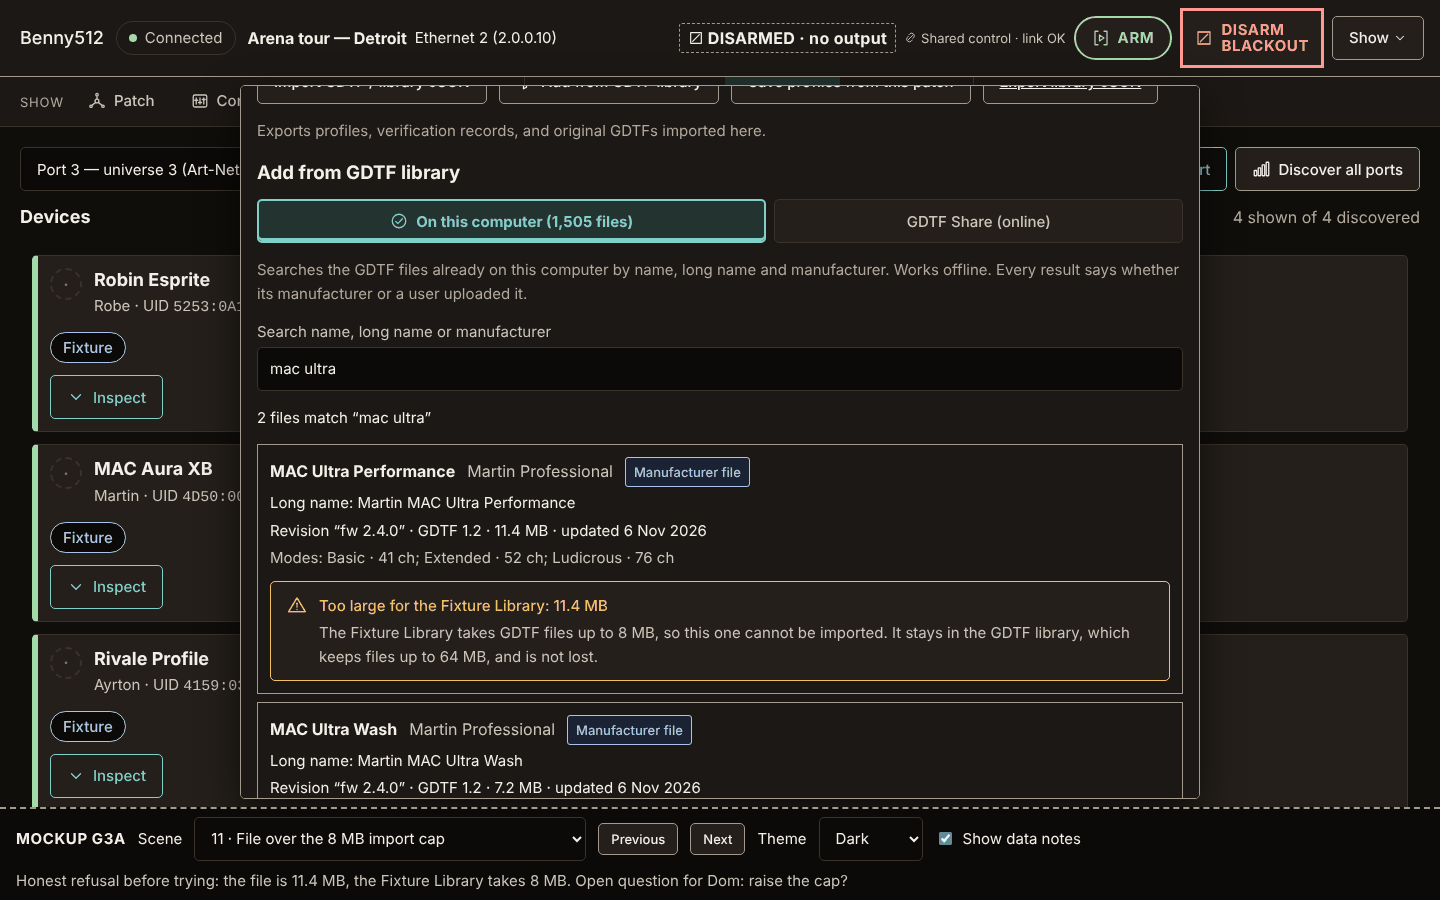 Benny512 Connected Arena tour — Detroit Ethernet 2 (2.0.0.10) DISARMED · no output Shared control · link OK ARM DISARM BLACKOUT Show
SHOW Patch
Exports profiles, verification records, and original GDTFs imported here.
Port 3 — universe 3 (Art-Net
Discover all ports
Devices
4 shown of 4 discovered
Add from GDTF library
On this computer (1,505 files)
GDTF Share (online)
Searches the GDTF files already on this computer by name, long name and manufacturer. Works offline. Every result says whether
its manufacturer or a user uploaded it.
Search name, long name or manufacturer
mac ultra
2 files match “mac ultra”
MAC Ultra Performance Martin Professional Manufacturer file
Long name: Martin MAC Ultra Performance
Revision “fw 2.4.0” · GDTF 1.2 · 11.4 MB · updated 6 Nov 2026
Modes: Basic · 41 ch; Extended · 52 ch; Ludicrous · 76 ch
Too large for the Fixture Library: 11.4 MB
The Fixture Library takes GDTF files up to 8 MB, so this one cannot be imported. It stays in the GDTF library, which
keeps files up to 64 MB, and is not lost.
MAC Ultra Wash Martin Professional Manufacturer file
Long name: Martin MAC Ultra Wash
Revision “fw 2.4.0” · GDTF 1.2 · 7.2 MB · updated 6 Nov 2026
Robin Esprite
Robe · UID 5253:0A1
Fixture
Inspect
MAC Aura XB
Martin · UID 4D50:00
Fixture
Inspect
Rivale Profile
Ayrton · UID 4159:03
Fixture
Inspect
MOCKUP G3A Scene 11 · File over the 8 MB import cap Previous Next Theme Dark Show data notes
Honest refusal before trying: the file is 11.4 MB, the Fixture Library takes 8 MB. Open question for Dom: raise the cap?